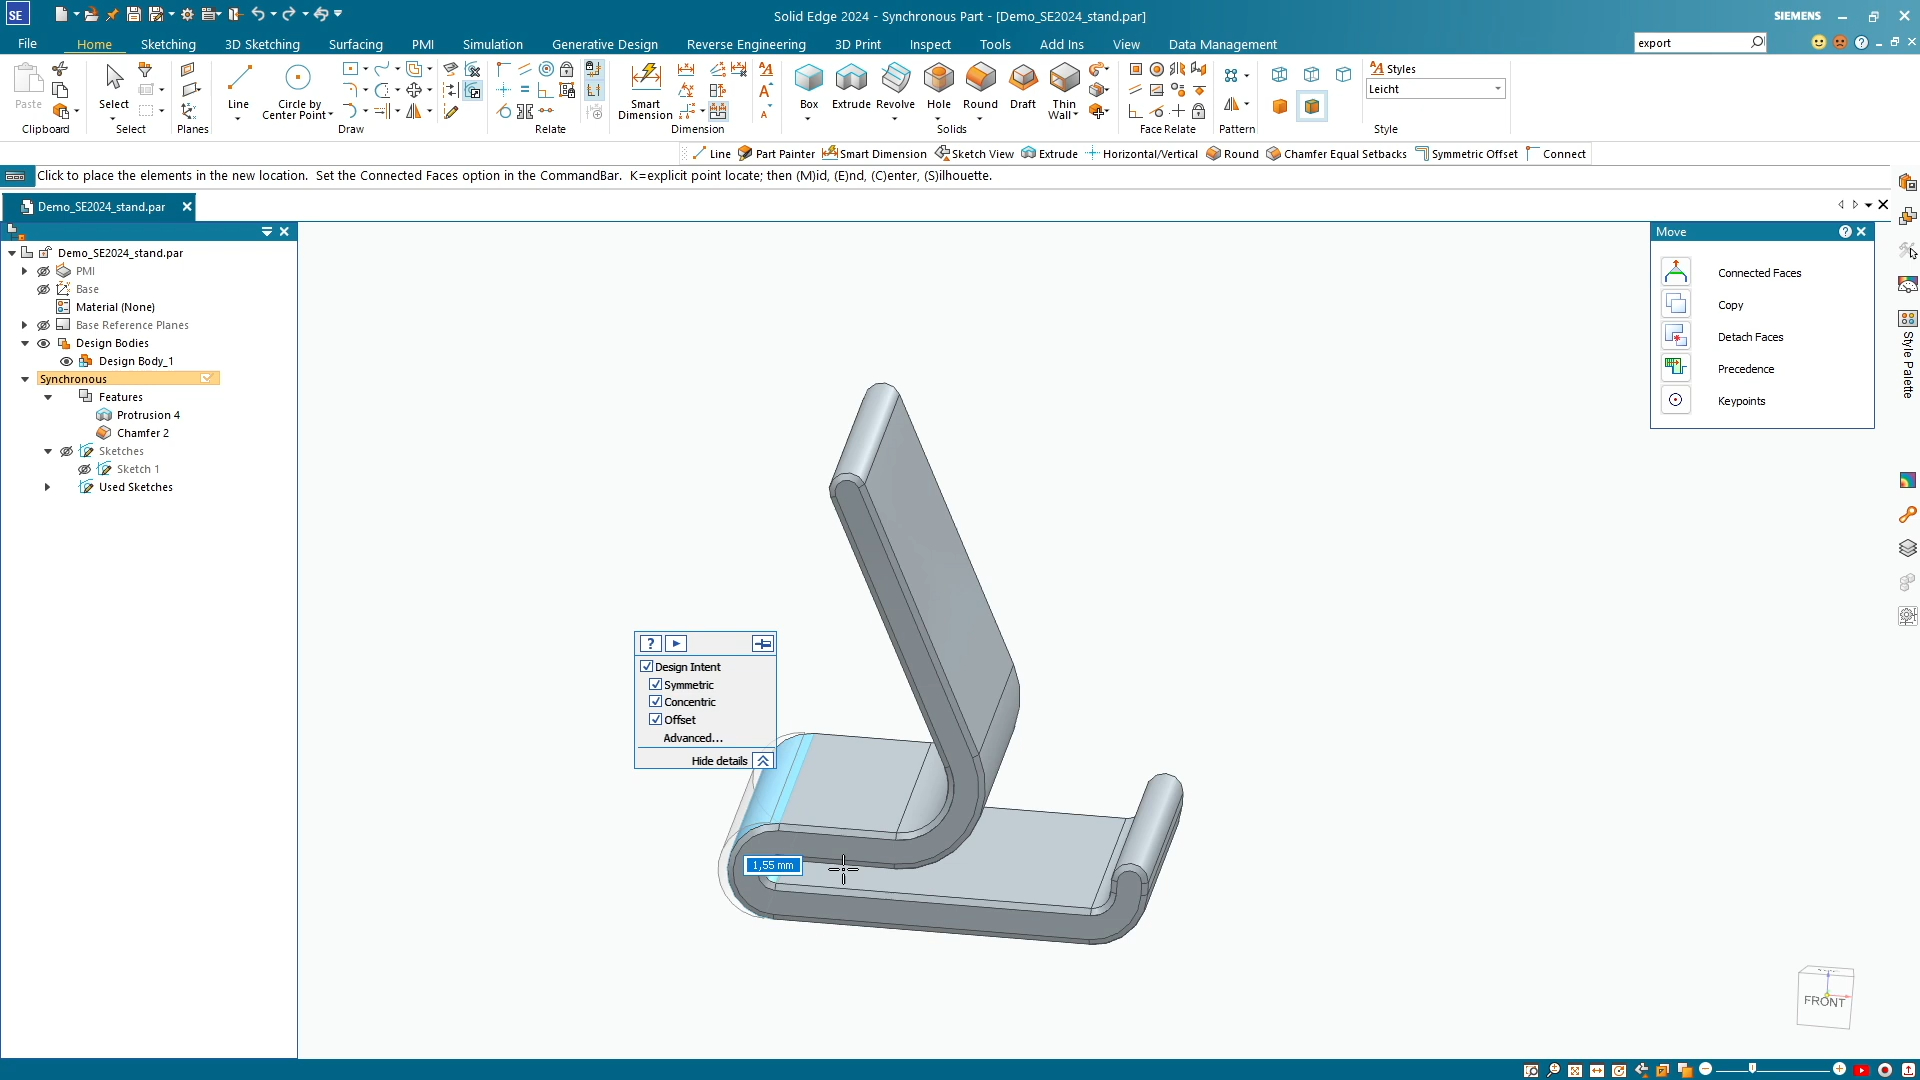 SE
Solid Edge 2024 - Synchronous Part - [Demo_SE2024_stand.par]
SIEMENS
File Home Sketching 3D Sketching Surfacing PMI Simulation Generative Design Reverse Engineering 3D Print Inspect Tools Add Ins View Data Management
export
Paste
Clipboard
Select
Select
Planes
Line
Circle by
Center Point
Draw
Relate
Smart
Dimension
Dimension
Box Extrude Revolve Hole Round Draft Thin
Wall
Solids
Face Relate
Pattern
Styles
Leicht
Style
Line Part Painter Smart Dimension Sketch View Extrude Horizontal/Vertical Round Chamfer Equal Setbacks Symmetric Offset Connect
Click to place the elements in the new location. Set the Connected Faces option in the CommandBar. K=explicit point locate; then (M)id, (E)nd, (C)enter, (S)ilhouette.
Demo_SE2024_stand.par
Demo_SE2024_stand.par
PMI
Base
Material (None)
Base Reference Planes
Design Bodies
Design Body_1
Synchronous
Features
Protrusion 4
Chamfer 2
Sketches
Sketch 1
Used Sketches
Move
Connected Faces
Copy
Detach Faces
Precedence
Keypoints
Style Palette
Design Intent
Symmetric
Concentric
Offset
Advanced...
Hide details
1,55 mm
FRONT